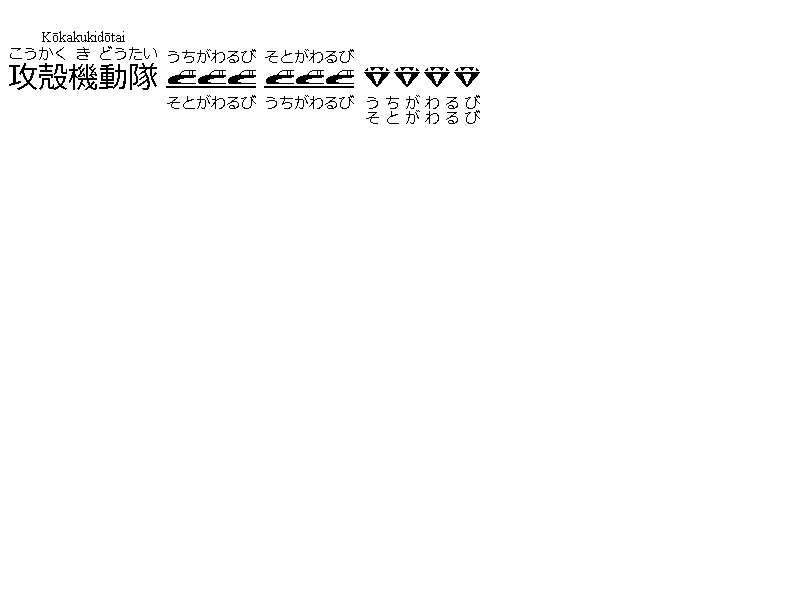 Kōkakukidōtai
こうかく き どうたい うちがわるび そとがわるび
攻殻機動隊 🚄🚄🚄 🚄🚄🚄 💎💎💎💎
そとがわるび うちがわるび うちがわるび
そとがわるび